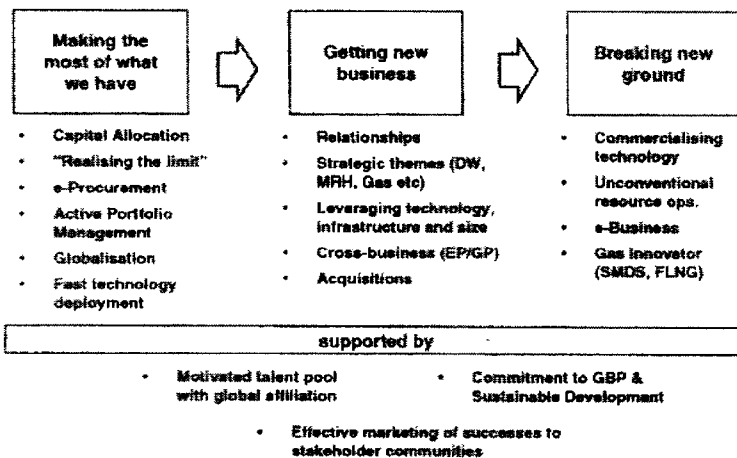 Making the
most of what
we have
Getting new
business
Breaking new
ground
• Capital Allocation
• "Realising the limit"
• e-Procurement
• Active Portfolio
Management
• Globalisation
• Fast technology
deployment
• Relationships
• Strategic themes (DW,
MRH, Gas etc)
• Leveraging technology,
infrastructure and size
• Cross-business (EP/GP)
• Acquisitions
• Commercialising
technology
• Unconventional
resource ops.
• e-Business
• Gas Innovator
(SMDS, FLNG)
supported by
• Motivated talent pool
with global affiliation
• Commitment to GBP &
Sustainable Development
• Effective marketing of successes to
stakeholder communities